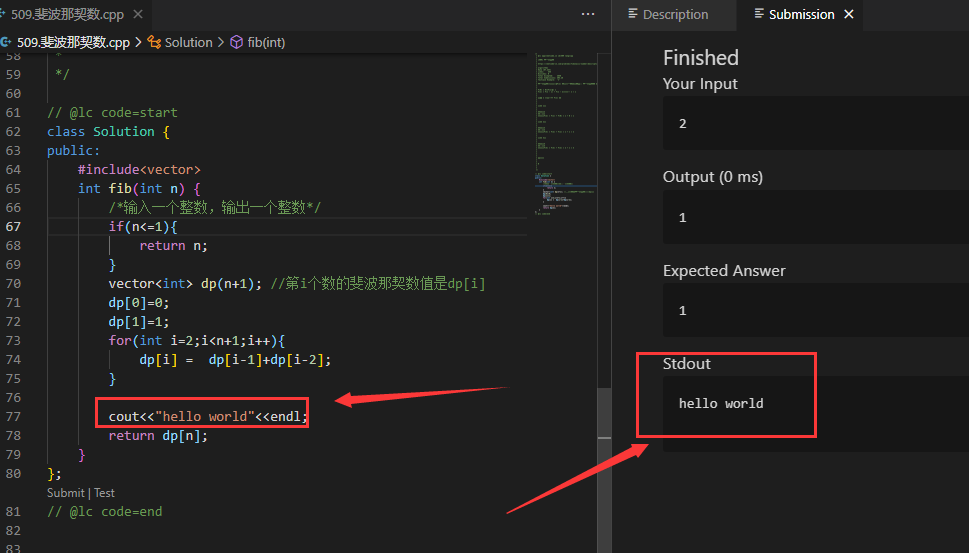 509.斐波那契数.cpp
509.斐波那契数.cpp > Solution > fib(int)
58 *
59 */
60
61 // @lc code=start
62 class Solution {
63 public:
64 #include<vector>
65 int fib(int n) {
66 /*输入一个整数，输出一个整数*/
67 if(n<=1){
68 return n;
69 }
70 vector<int> dp(n+1); //第i个数的斐波那契数值是dp[i]
71 dp[0]=0;
72 dp[1]=1;
73 for(int i=2;i<n+1;i++){
74 dp[i] = dp[i-1]+dp[i-2];
75 }
76
77 cout<<"hello world"<<endl;
78 return dp[n];
79 }
80 };
Submit | Test
81 // @lc code=end
82
83
Description
Submission
Finished
Your Input
2
Output (0 ms)
1
Expected Answer
1
Stdout
hello world